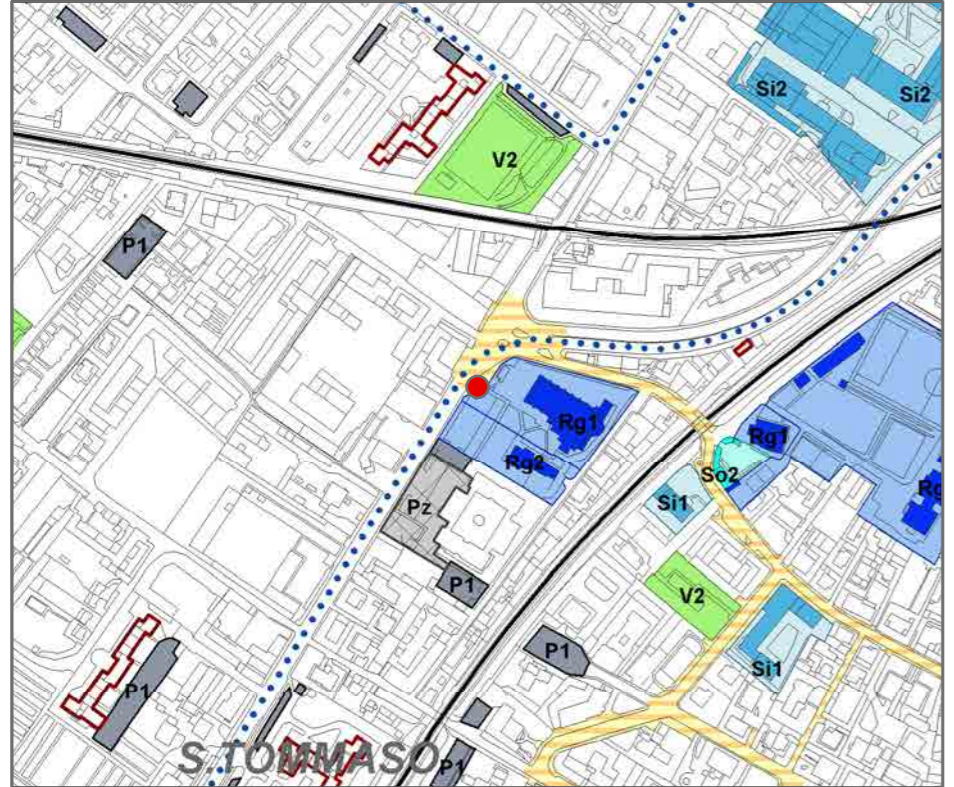 Si2
Si2
V2
P1
Rg1
Rg1
Rg2
So2
Rg
Si1
Pz
P1
V2
P1
Si1
P1
S.TOMMASO
P1